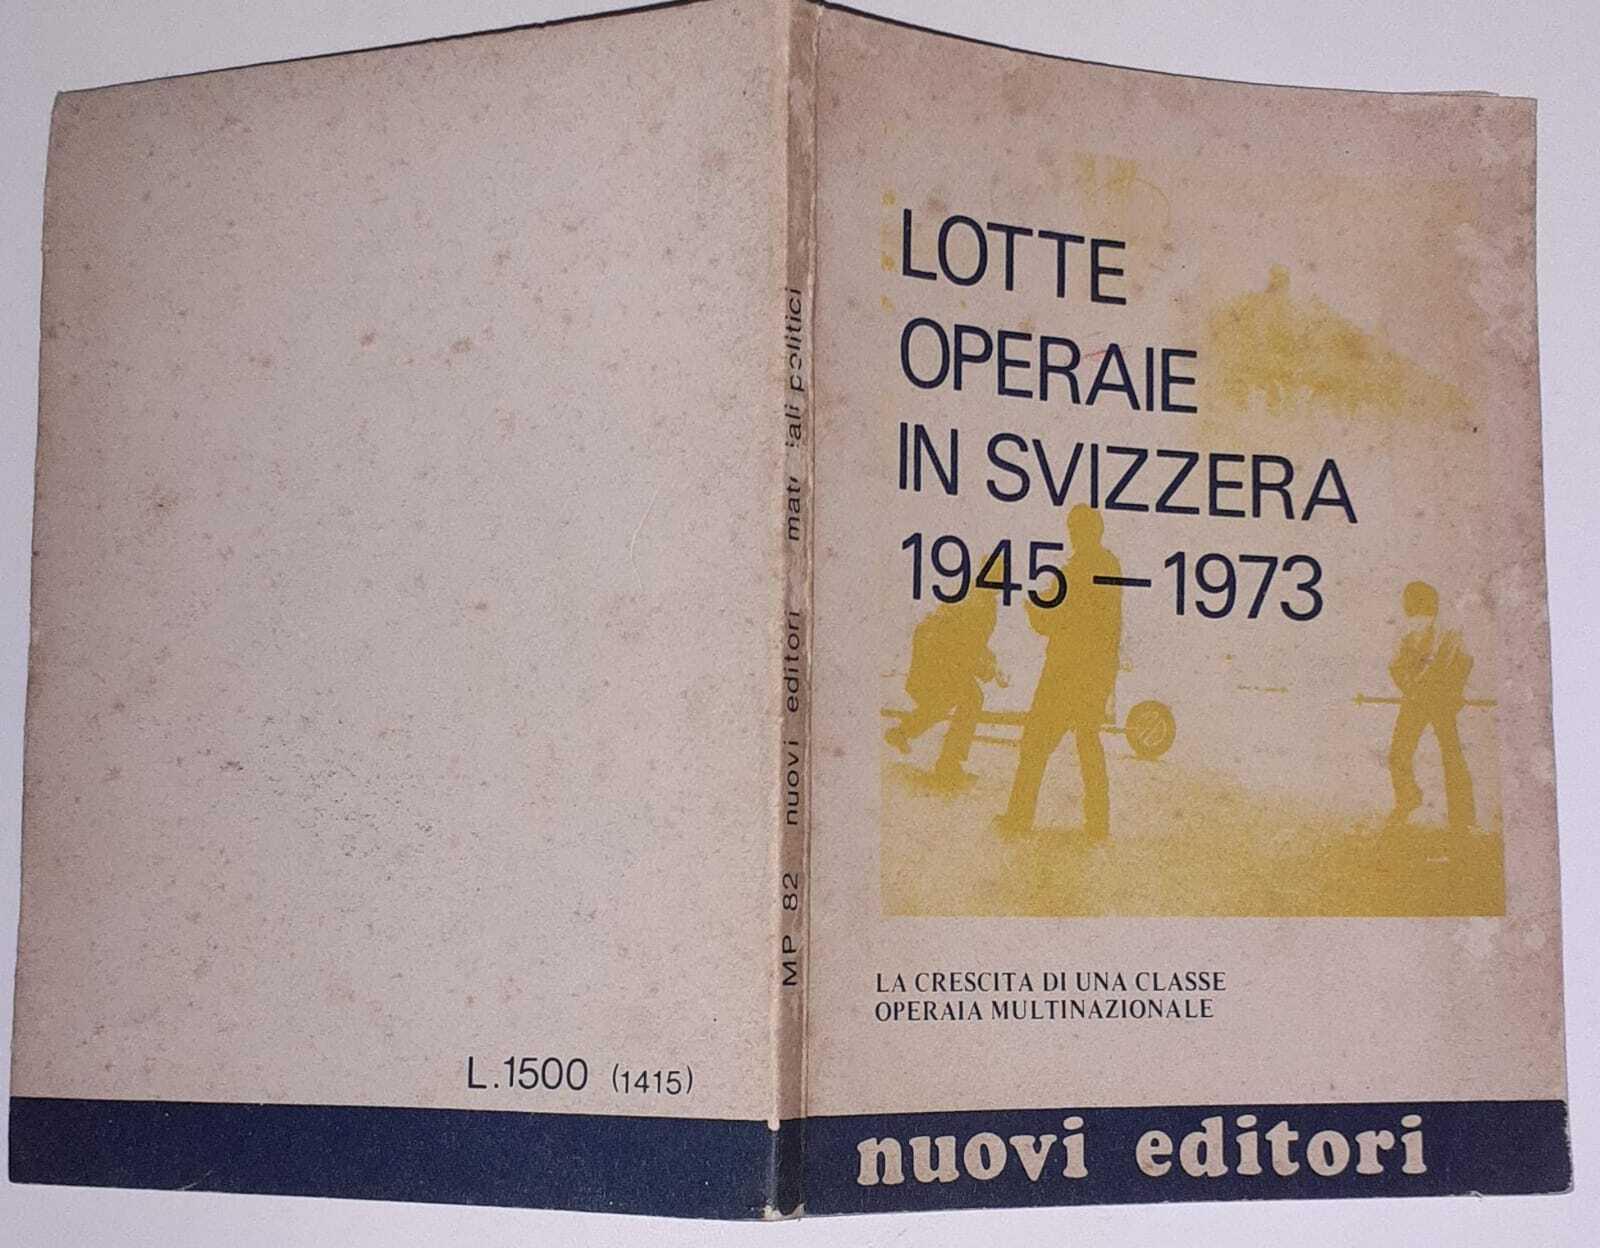 LOTTE
OPERAIE
IN SVIZZERA
1945 – 1973
LA CRESCITA DI UNA CLASSE
OPERAIA MULTINAZIONALE
nuovi editori
MP 82 nuovi editori politici
L.1500 (1415)